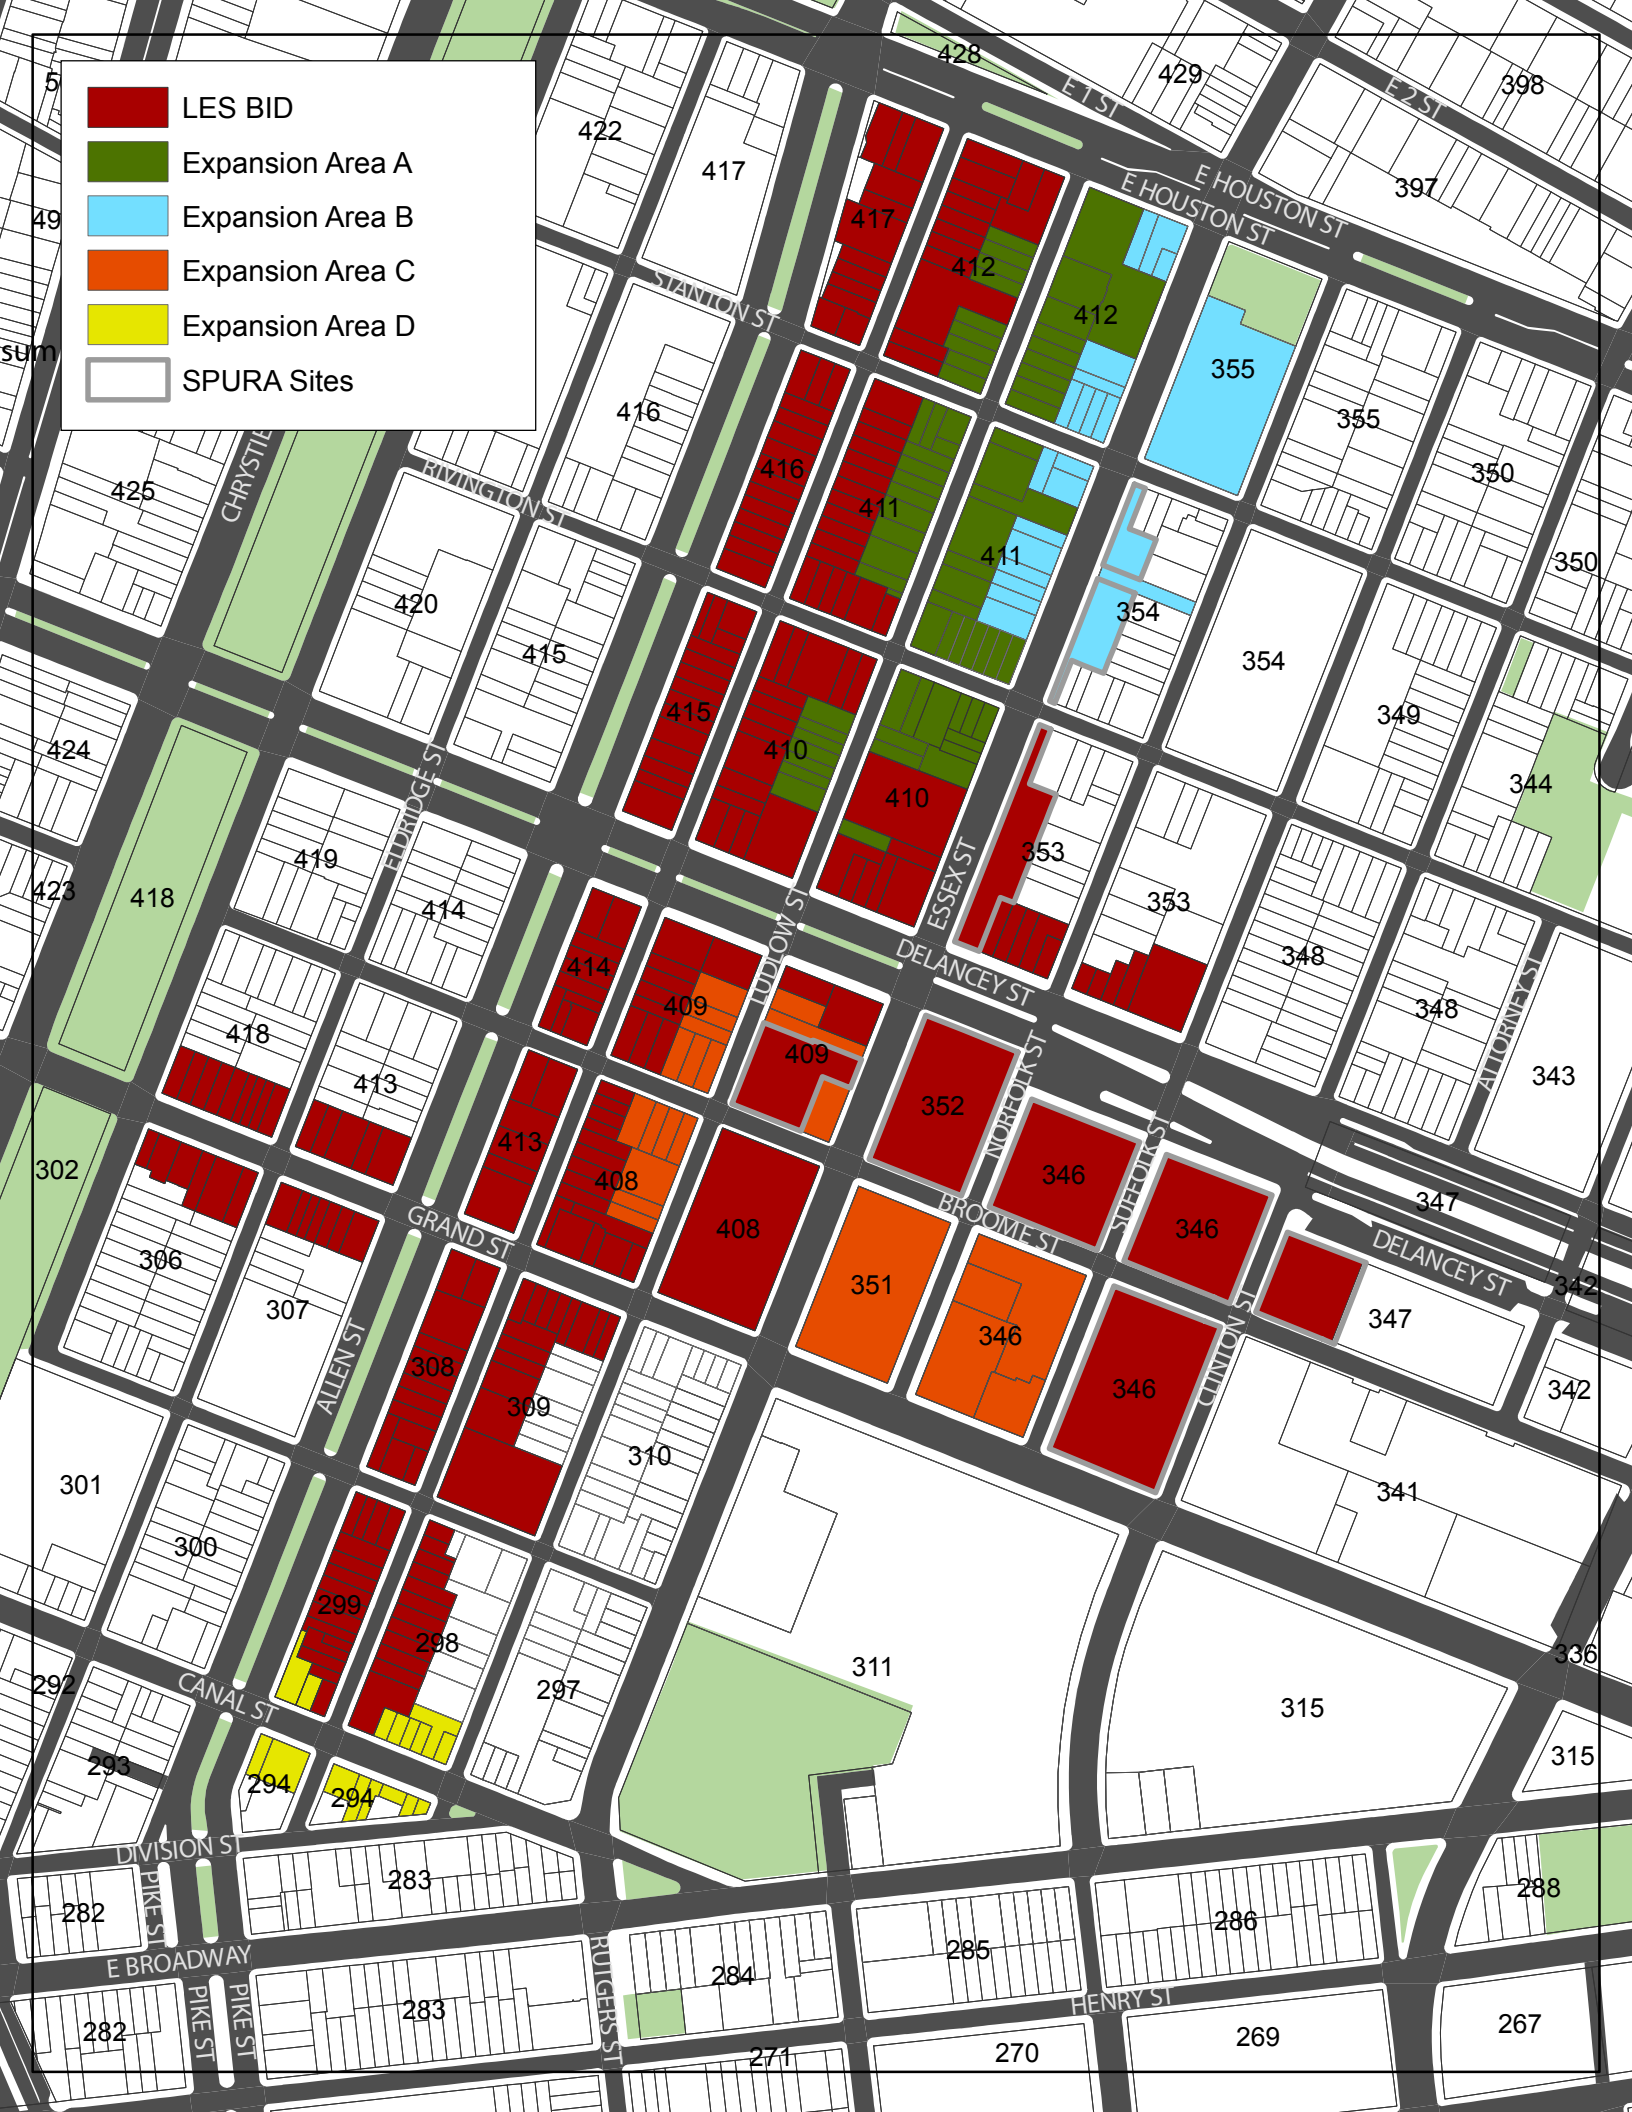 428
429
E 1 ST
E 2 ST
398
5
LES BID
Expansion Area A
Expansion Area B
Expansion Area C
Expansion Area D
SPURA Sites
422
417
397
E HOUSTON ST
E HOUSTON ST
49
417
412
412
STANTON ST
355
sum
416
355
416
350
CHRYSTIE
425
RIVINGTON ST
411
411
350
420
354
415
354
415
349
424
410
344
410
ELDRIDGE ST
419
353
ESSEX ST
423
418
414
353
LUDLOW ST
348
414
DELANCEY ST
409
348
ATTORNEY ST
418
409
NORFOLK ST
343
413
352
413
SUFFOLK ST
302
346
408
347
GRAND ST
BROOME ST
408
346
306
DELANCEY ST
351
342
307
347
346
CLINTON ST
ALLEN ST
308
346
342
309
310
301
341
300
299
298
336
311
292
CANAL ST
297
315
293
294
294
315
DIVISION ST
283
288
PIKE ST
282
286
285
E BROADWAY
RUTGERS ST
284
HENRY ST
283
PIKE ST
PIKE ST
282
267
269
270
271